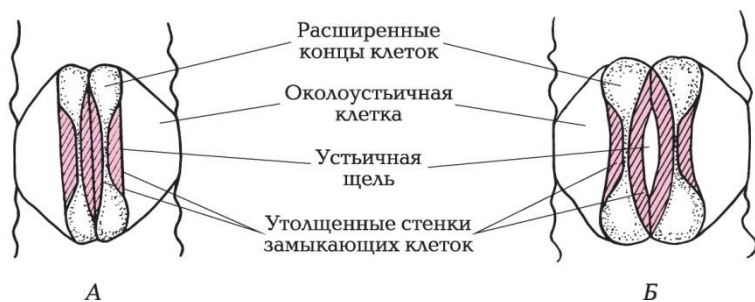 Расширенные
концы клеток
Околоустьичная
клетка
Устьичная
щель
Утолщенные стенки
замыкающих клеток
А
Б